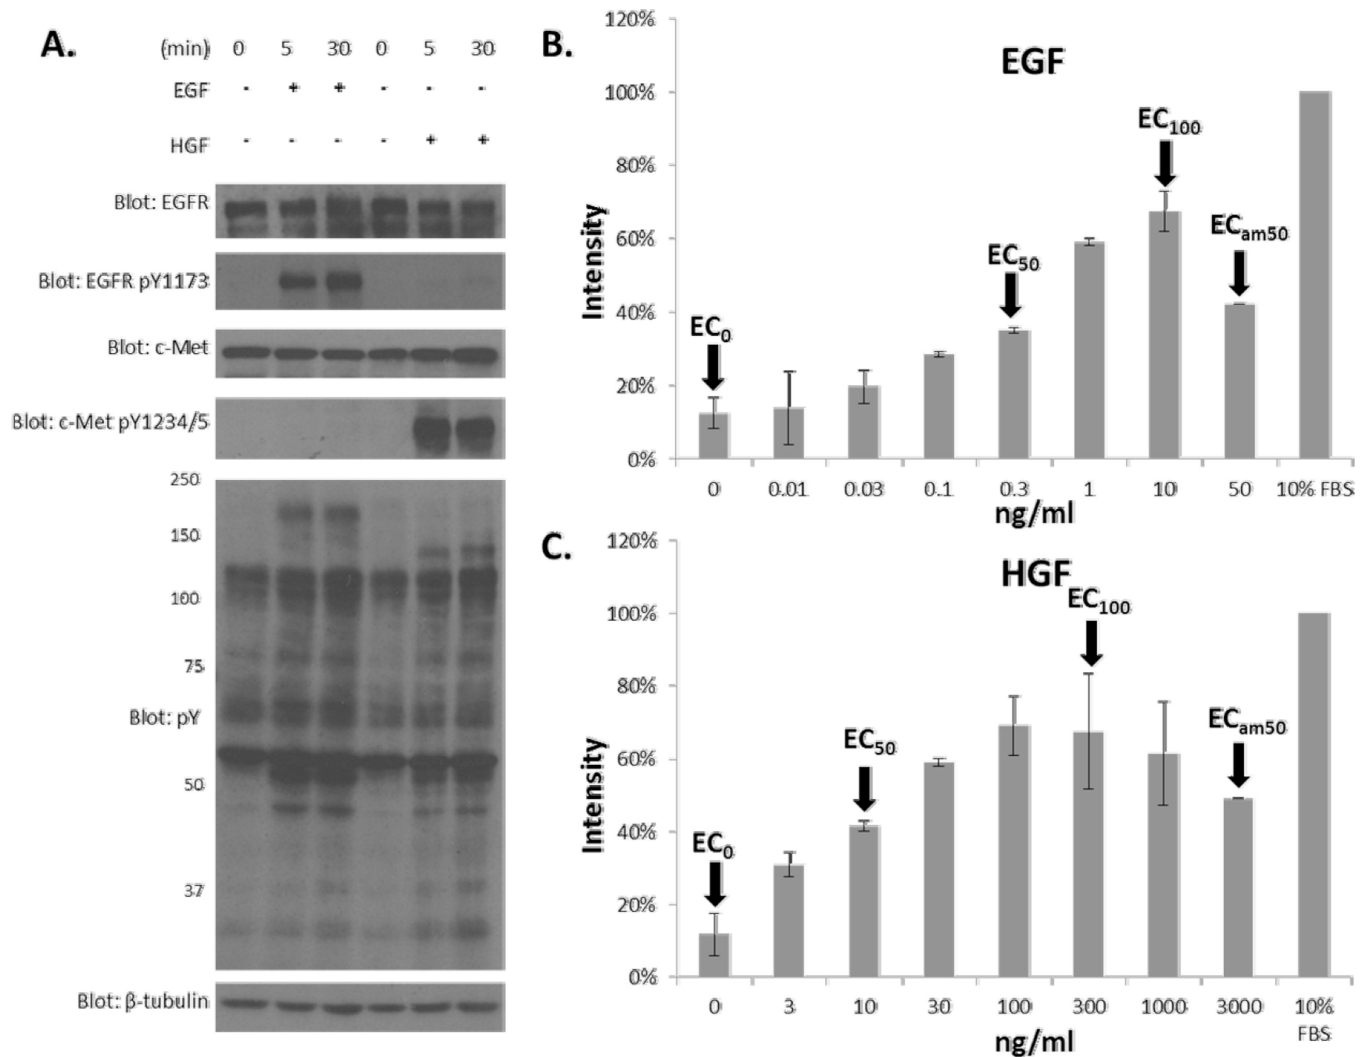 A.
(min) 0 5 30 0 5 30
EGF - + + - - -
HGF - - - - + +
Blot: EGFR
Blot: EGFR pY1173
Blot: c-Met
Blot: c-Met pY1234/5
250
150
100
75
Blot: pY
50
37
Blot: β-tubulin
B.
EGF
120%
100%
80%
60%
40%
20%
0%
Intensity
EC0
EC50
EC100
ECam50
0 0.01 0.03 0.1 0.3 1 10 50 10% FBS
ng/ml
C.
HGF
120%
100%
80%
60%
40%
20%
0%
Intensity
EC0
EC50
EC100
ECam50
0 3 10 30 100 300 1000 3000 10% FBS
ng/ml